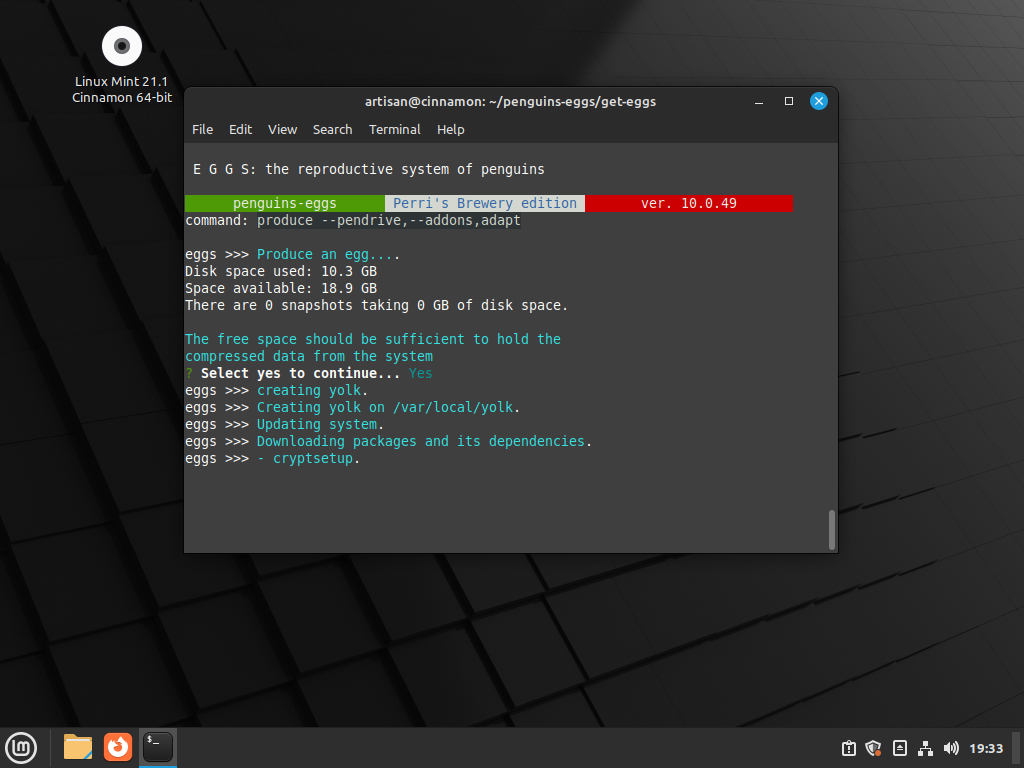 Linux Mint 21.1
Cinnamon 64-bit
artisan@cinnamon: ~/penguins-eggs/get-eggs
File Edit View Search Terminal Help
E G G S: the reproductive system of penguins
penguins-eggs Perri's Brewery edition ver. 10.0.49
command: produce --pendrive,--addons,adapt
eggs >>> Produce an egg....
Disk space used: 10.3 GB
Space available: 18.9 GB
There are 0 snapshots taking 0 GB of disk space.
The free space should be sufficient to hold the
compressed data from the system
? Select yes to continue... Yes
eggs >>> creating yolk.
eggs >>> Creating yolk on /var/local/yolk.
eggs >>> Updating system.
eggs >>> Downloading packages and its dependencies.
eggs >>> - cryptsetup.
$_
19:33